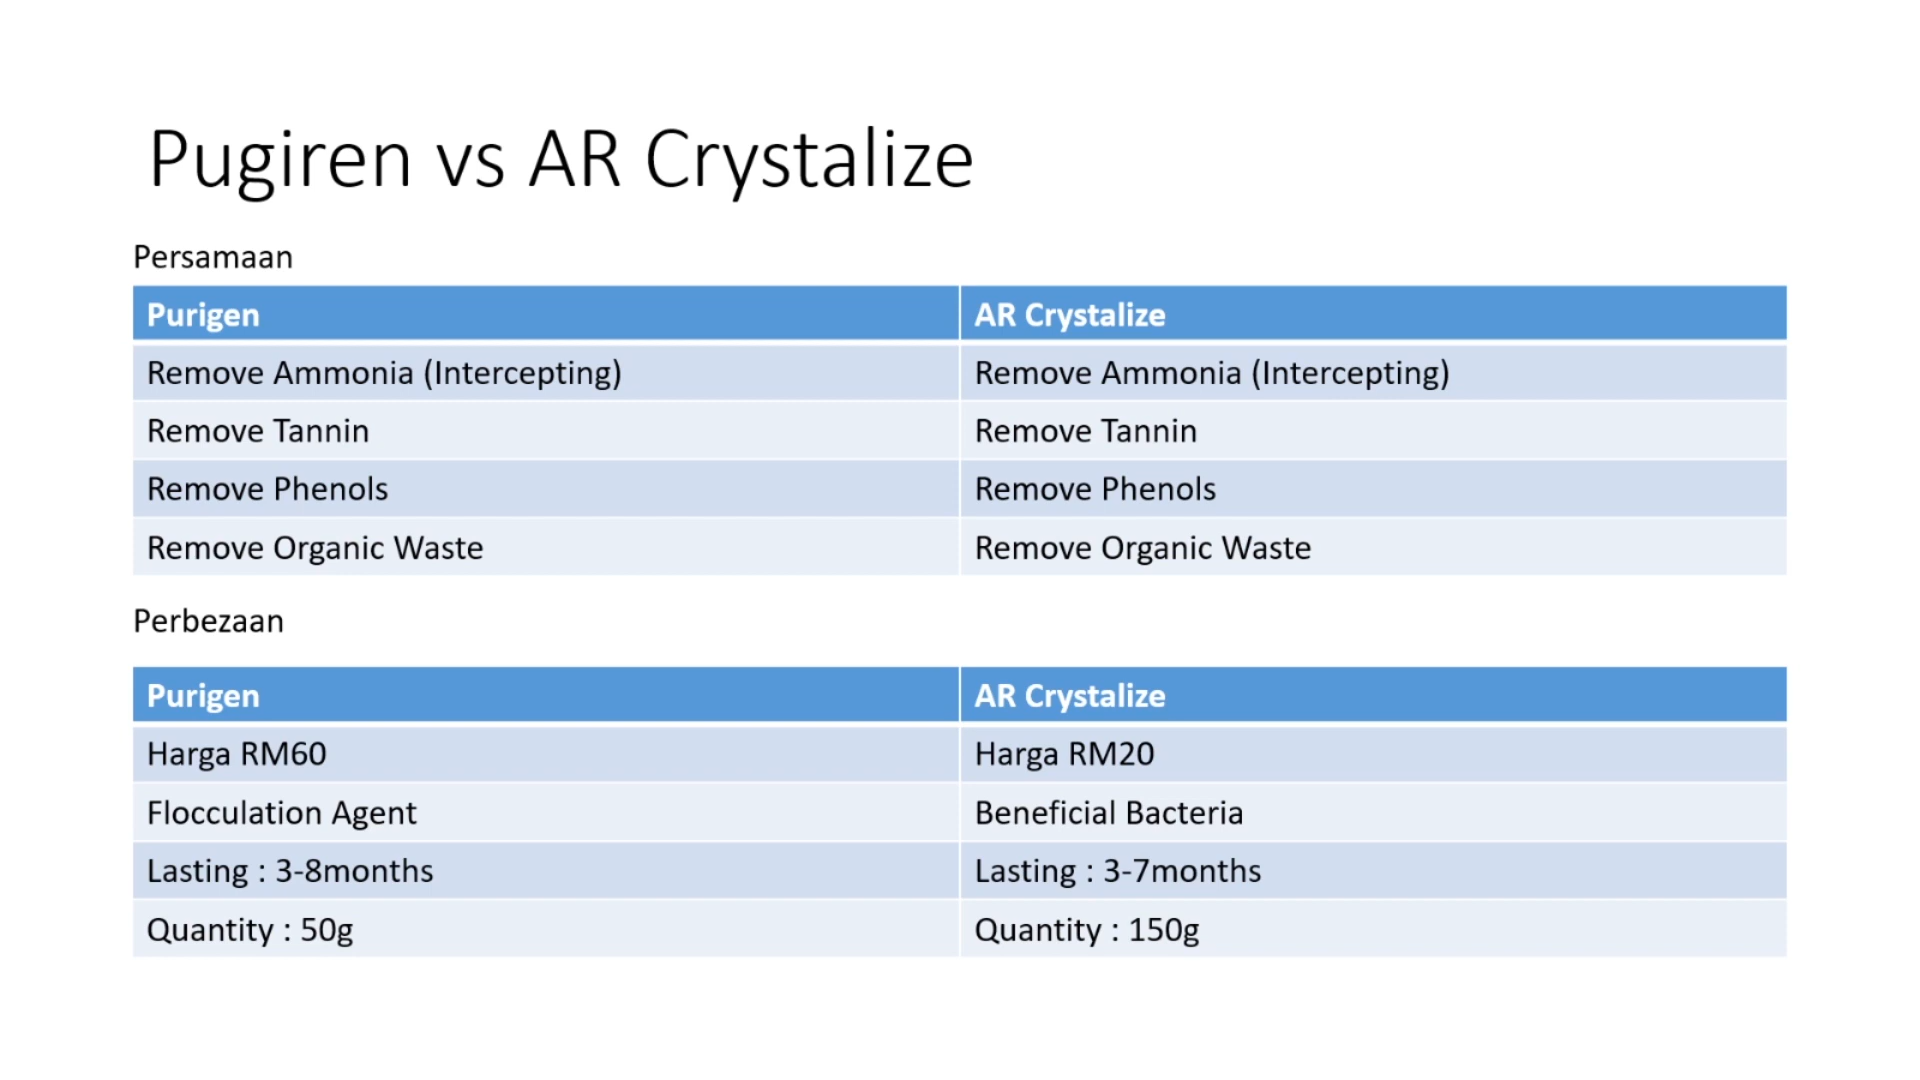 Pugiren vs AR Crystalize
Persamaan
Purigen AR Crystalize
Remove Ammonia (Intercepting) Remove Ammonia (Intercepting)
Remove Tannin Remove Tannin
Remove Phenols Remove Phenols
Remove Organic Waste Remove Organic Waste
Perbezaan
Purigen AR Crystalize
Harga RM60 Harga RM20
Flocculation Agent Beneficial Bacteria
Lasting : 3-8months Lasting : 3-7months
Quantity : 50g Quantity : 150g